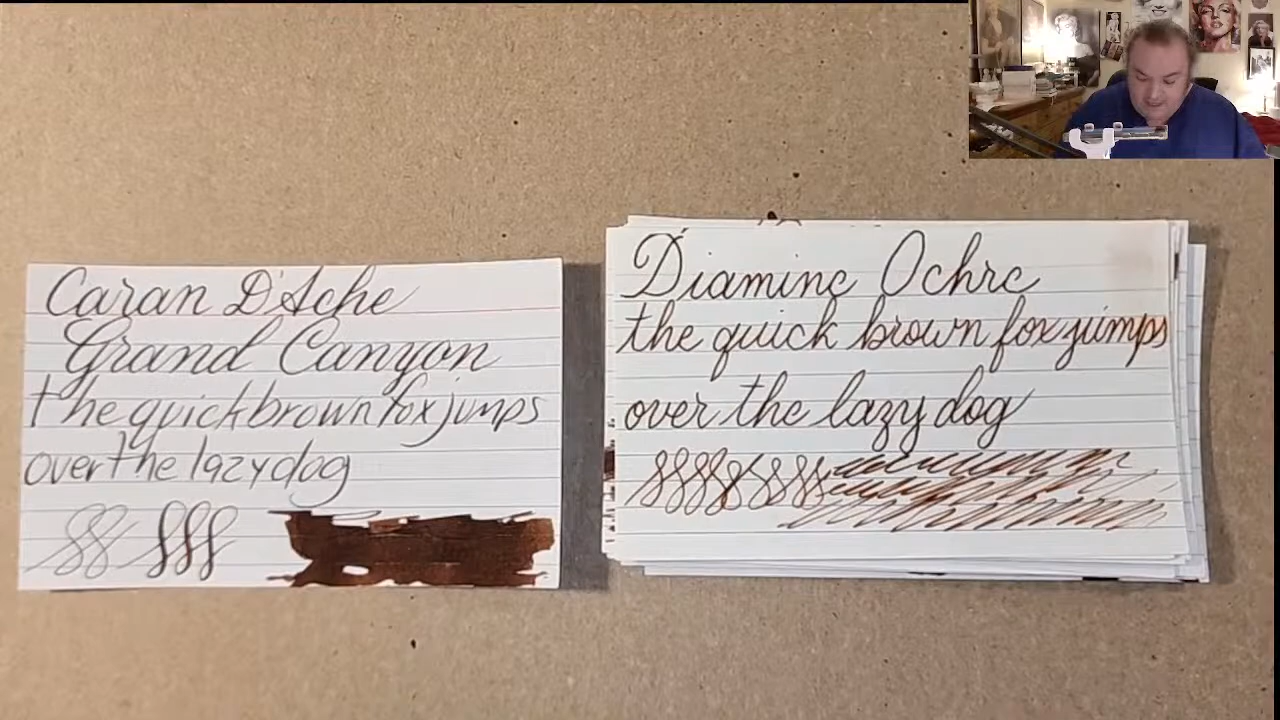 Caran D'Ache
Grand Canyon
the quick brown fox jumps
over the lazy dog
Diamine Ochre
the quick brown fox jumps
over the lazy dog